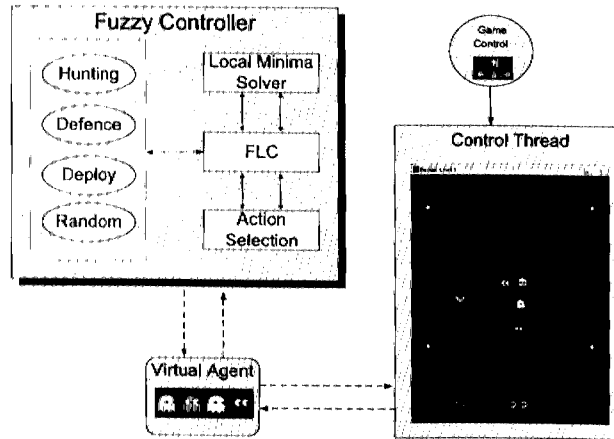 Fuzzy Controller
Hunting
Defence
Deploy
Random
Local Minima
Solver
FLC
Action
Selection
Game
Control
Control Thread
Virtual Agent